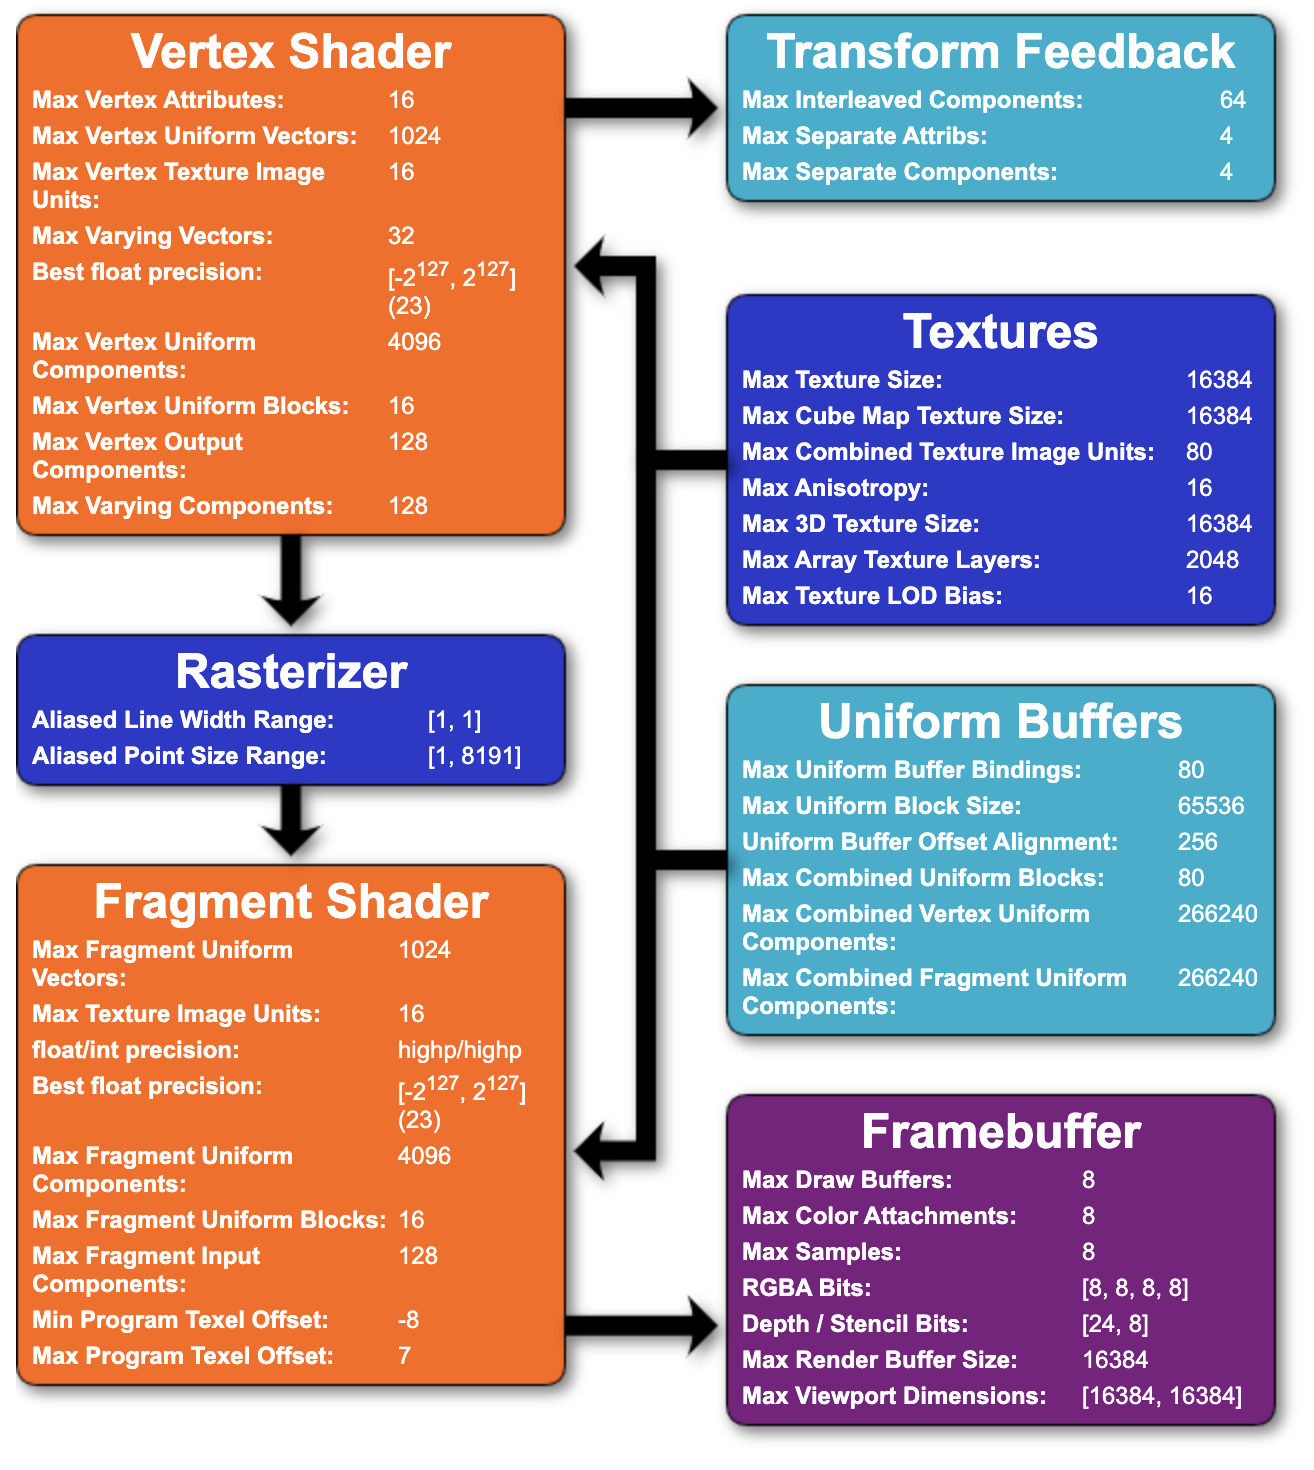 Vertex Shader
Max Vertex Attributes: 16
Max Vertex Uniform Vectors: 1024
Max Vertex Texture Image 16
Units:
Max Varying Vectors: 32
Best float precision: [-2^127, 2^127]
(23)
Max Vertex Uniform 4096
Components:
Max Vertex Uniform Blocks: 16
Max Vertex Output 128
Components:
Max Varying Components: 128
Transform Feedback
Max Interleaved Components: 64
Max Separate Attribs: 4
Max Separate Components: 4
Textures
Max Texture Size: 16384
Max Cube Map Texture Size: 16384
Max Combined Texture Image Units: 80
Max Anisotropy: 16
Max 3D Texture Size: 16384
Max Array Texture Layers: 2048
Max Texture LOD Bias: 16
Rasterizer
Aliased Line Width Range: [1, 1]
Aliased Point Size Range: [1, 8191]
Uniform Buffers
Max Uniform Buffer Bindings: 80
Max Uniform Block Size: 65536
Uniform Buffer Offset Alignment: 256
Max Combined Uniform Blocks: 80
Max Combined Vertex Uniform 266240
Components:
Max Combined Fragment Uniform 266240
Components:
Fragment Shader
Max Fragment Uniform 1024
Vectors:
Max Texture Image Units: 16
float/int precision: highp/highp
Best float precision: [-2^127, 2^127]
(23)
Max Fragment Uniform 4096
Components:
Max Fragment Uniform Blocks: 16
Max Fragment Input 128
Components:
Min Program Texel Offset: -8
Max Program Texel Offset: 7
Framebuffer
Max Draw Buffers: 8
Max Color Attachments: 8
Max Samples: 8
RGBA Bits: [8, 8, 8, 8]
Depth / Stencil Bits: [24, 8]
Max Render Buffer Size: 16384
Max Viewport Dimensions: [16384, 16384]